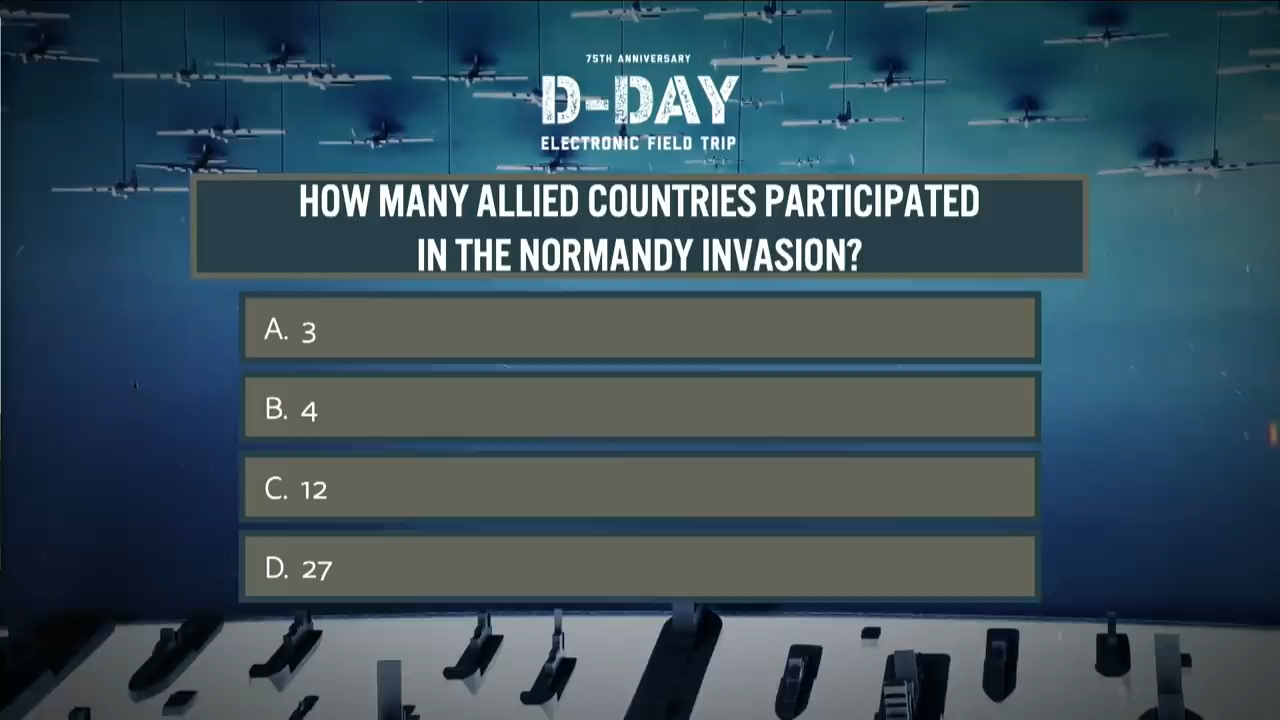 75TH ANNIVERSARY
D-DAY
ELECTRONIC FIELD TRIP
HOW MANY ALLIED COUNTRIES PARTICIPATED
IN THE NORMANDY INVASION?
A. 3
B. 4
C. 12
D. 27